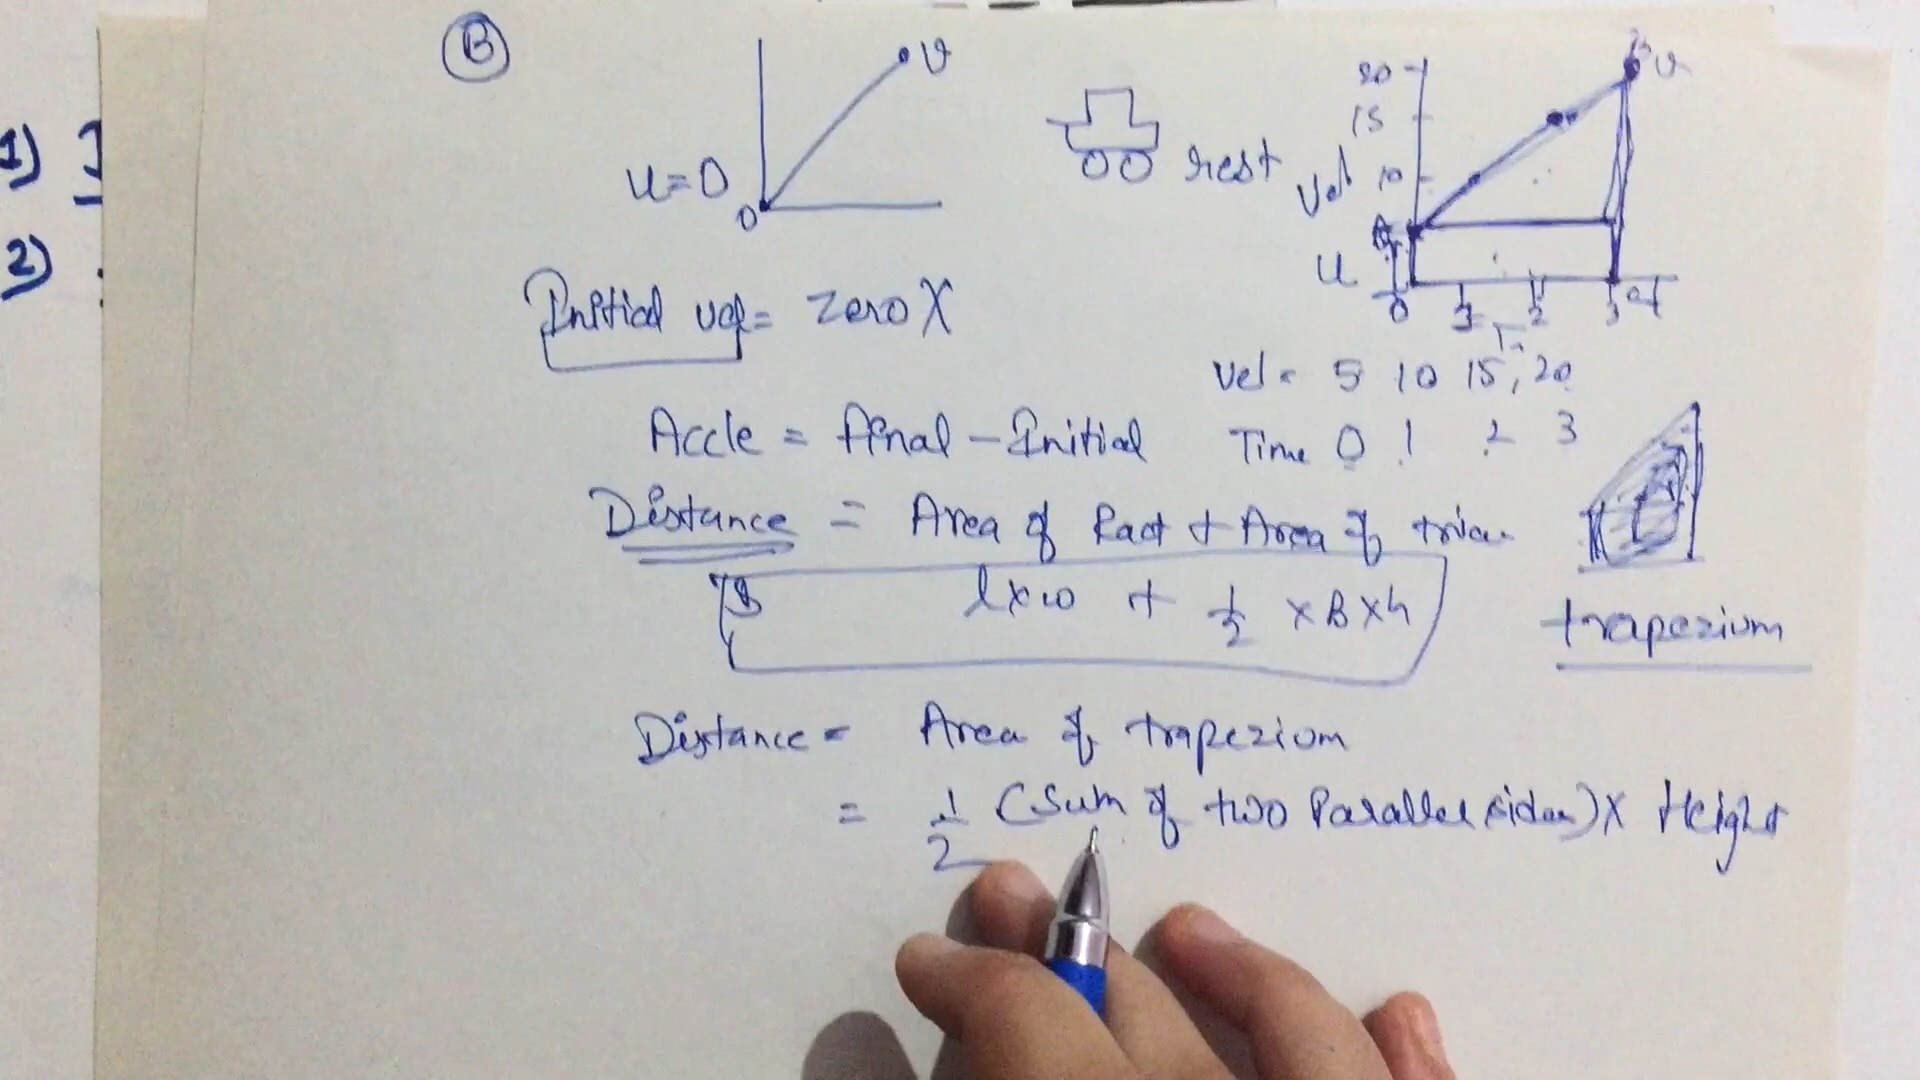 B
1)
2)
v
u=0
0
rest
Vel
20
15
10
A
u
0 1 2 3
B v
Initial vel = zero X
Vel = 5 10 15, 20
Time 0 1 2 3
Accle = final - Initial
Distance = Area of Ract + Area of trian
l x w + 1/2 x B x h
trapezium
Distance = Area of trapezium
= 1/2 (Sum of two Parallel sides) x Height